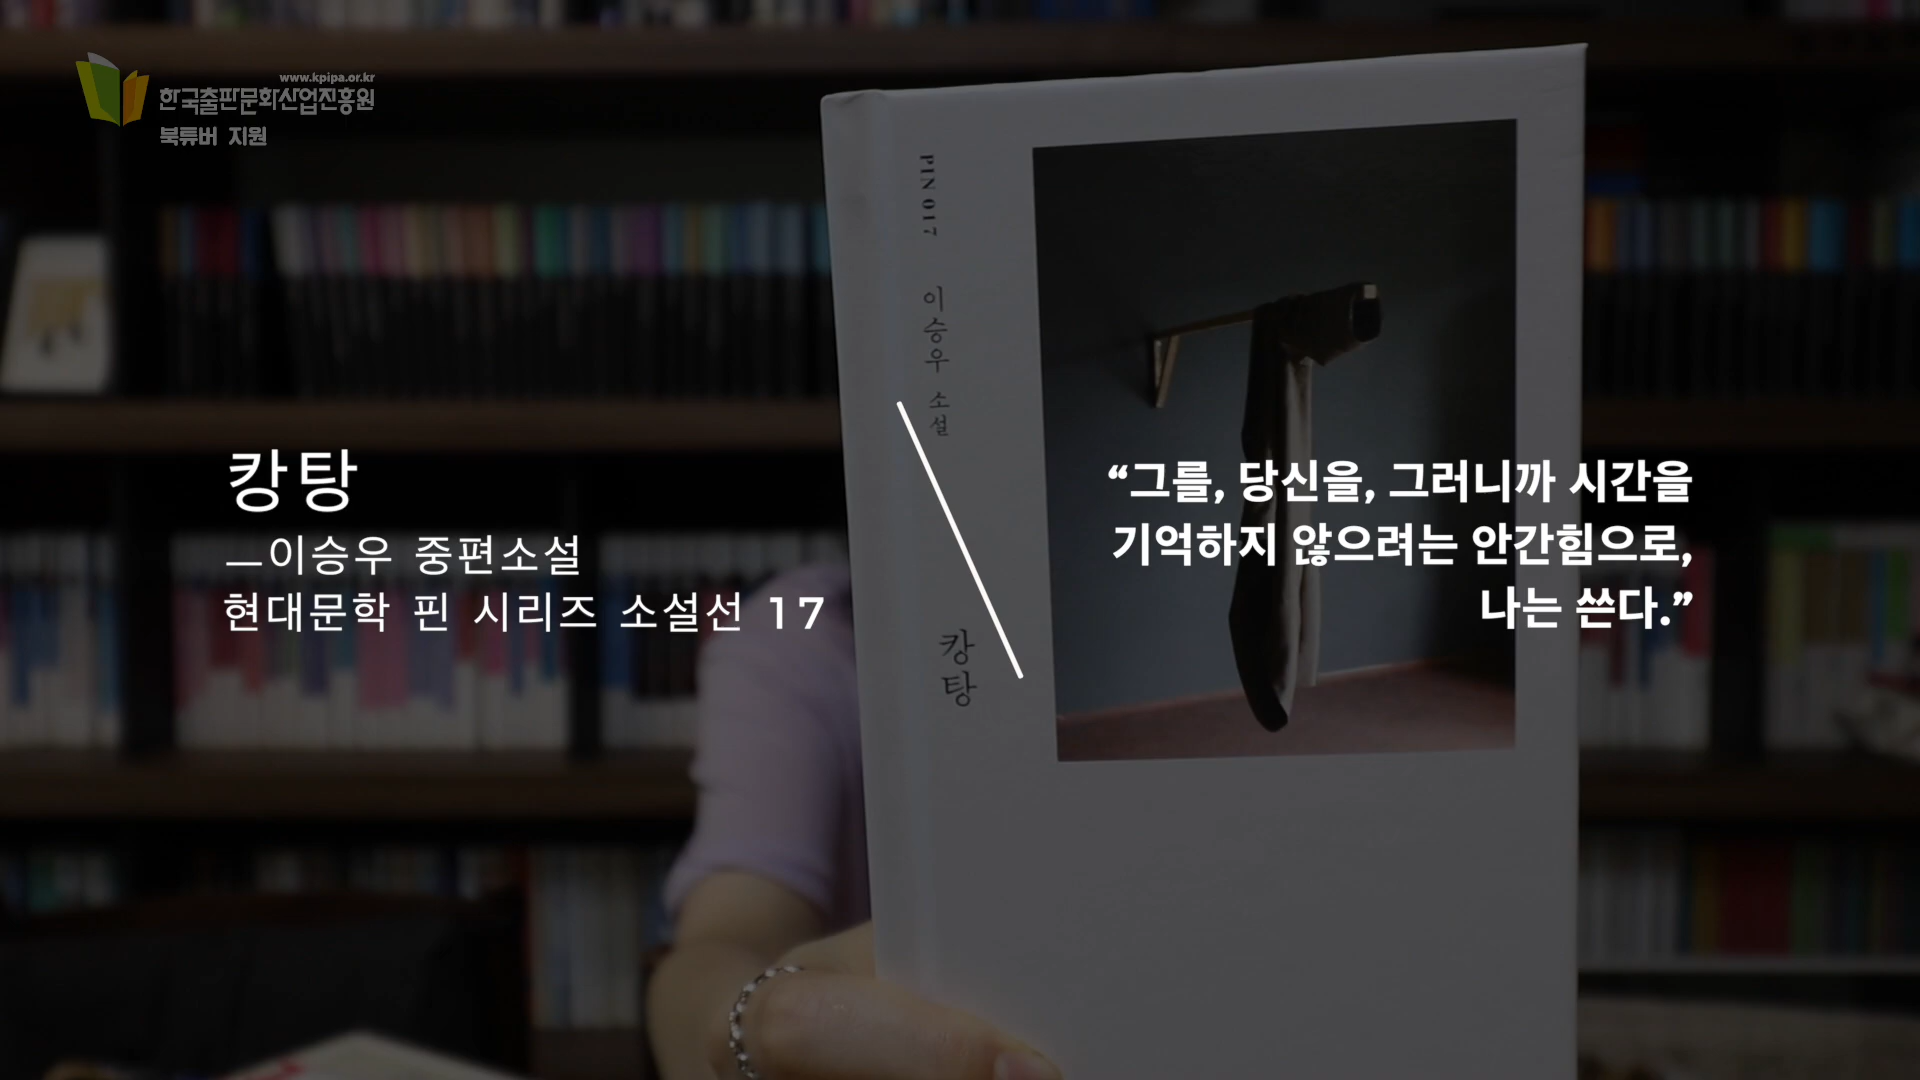 www.kpipa.or.kr
한국출판문화산업진흥원
북튜버 지원
PIN 017
이승우 소설
캉탕
캉탕
—이승우 중편소설
현대문학 핀 시리즈 소설선 17
“그를, 당신을, 그러니까 시간을
기억하지 않으려는 안간힘으로,
나는 쓴다.”